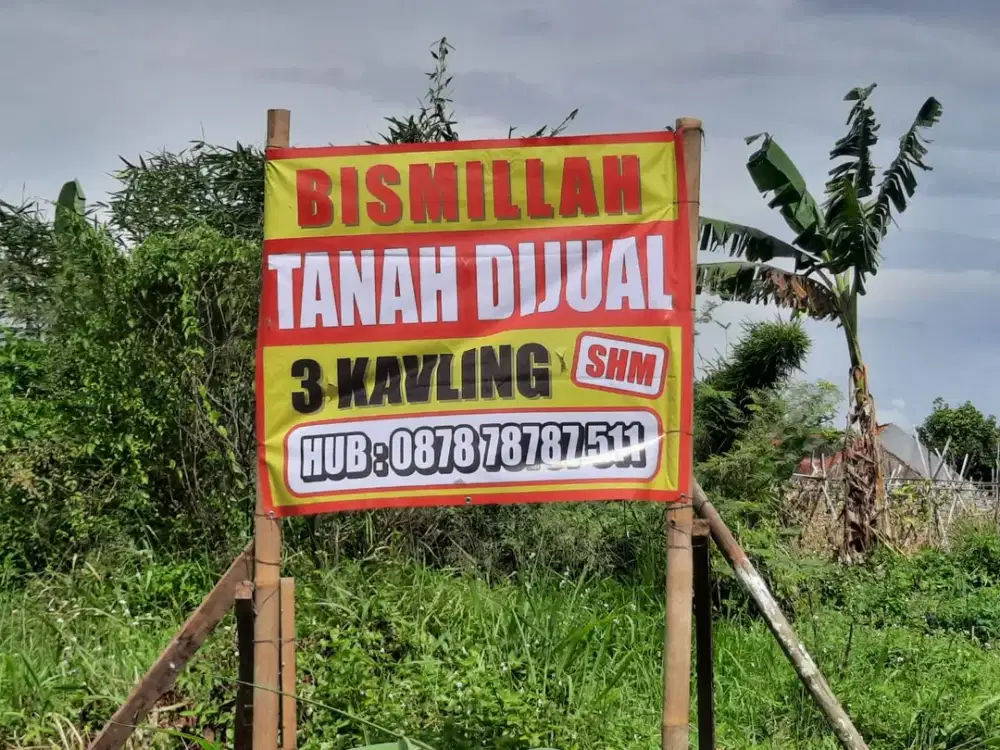 BISMILLAH
TANAH DIJUAL
3 KAVLING SHM
HUB : 0878 78787 511